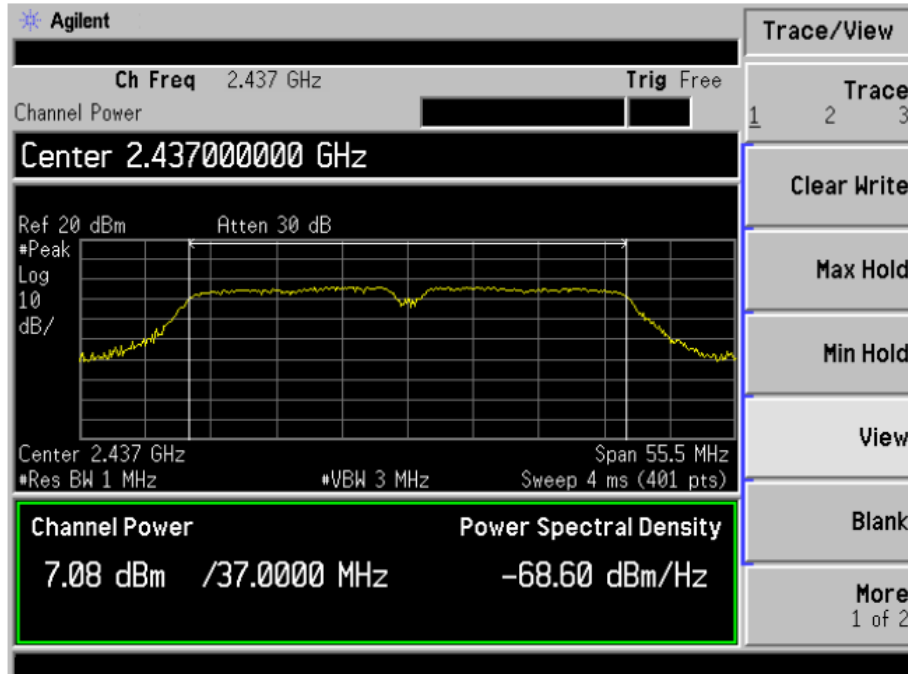 Agilent
Trace/View
Ch Freq 2.437 GHz Trig Free
Channel Power
Trace
1 2 3
Center 2.437000000 GHz
Clear Write
Ref 20 dBm Atten 30 dB
#Peak
Log
10
dB/
Max Hold
Min Hold
View
Center 2.437 GHz Span 55.5 MHz
#Res BW 1 MHz #VBW 3 MHz Sweep 4 ms (401 pts)
Channel Power Power Spectral Density
7.08 dBm /37.0000 MHz -68.60 dBm/Hz
Blank
More
1 of 2